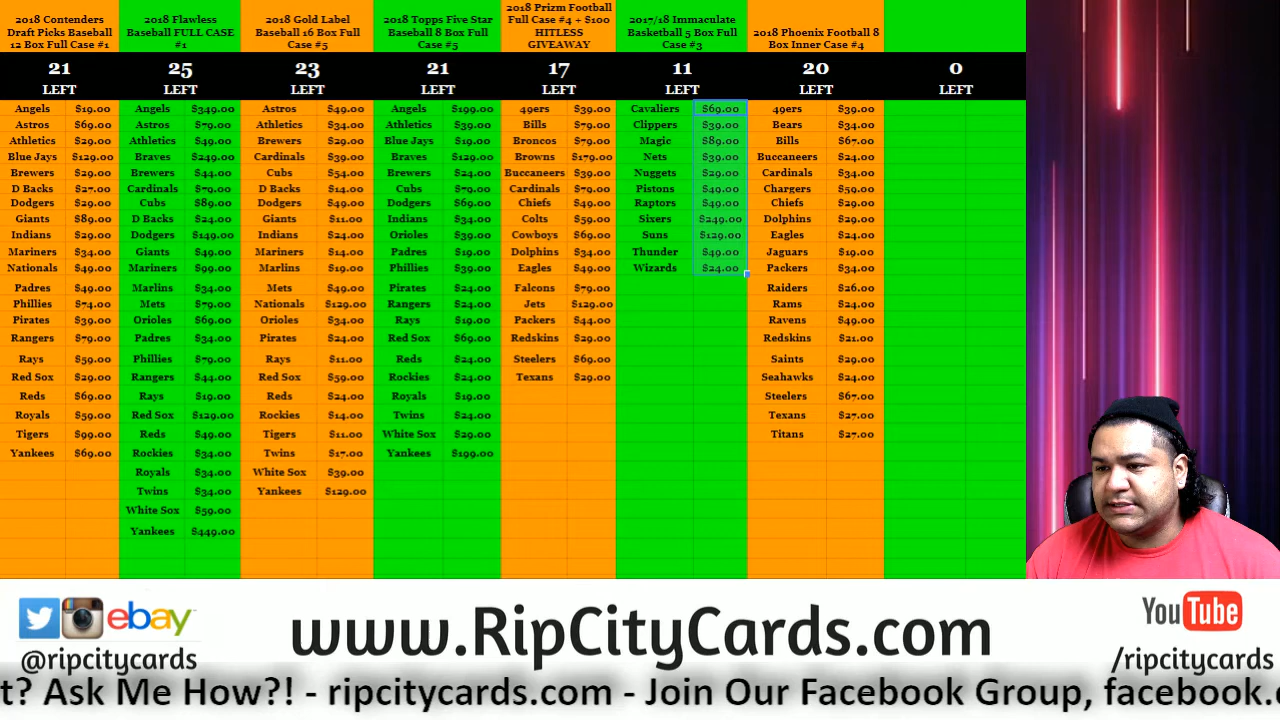 2018 Contenders Draft Picks Baseball 12 Box Full Case #1
21
LEFT
Angels $19.00
Astros $69.00
Athletics $29.00
Blue Jays $129.00
Brewers $29.00
D Backs $27.00
Dodgers $29.00
Giants $89.00
Indians $29.00
Mariners $34.00
Nationals $49.00
Padres $49.00
Phillies $74.00
Pirates $39.00
Rangers $79.00
Rays $59.00
Red Sox $29.00
Reds $69.00
Royals $59.00
Tigers $99.00
Yankees $69.00
2018 Flawless Baseball FULL CASE #1
25
LEFT
Angels $349.00
Astros $79.00
Athletics $49.00
Braves $249.00
Brewers $44.00
Cardinals $79.00
Cubs $89.00
D Backs $24.00
Dodgers $149.00
Giants $49.00
Mariners $99.00
Marlins $34.00
Mets $79.00
Orioles $69.00
Padres $34.00
Phillies $79.00
Rangers $44.00
Rays $19.00
Red Sox $129.00
Reds $49.00
Rockies $34.00
Royals $34.00
Twins $34.00
White Sox $59.00
Yankees $449.00
2018 Gold Label Baseball 16 Box Full Case #5
23
LEFT
Astros $49.00
Athletics $34.00
Brewers $29.00
Cardinals $39.00
Cubs $54.00
D Backs $14.00
Dodgers $49.00
Giants $11.00
Indians $24.00
Mariners $14.00
Marlins $19.00
Mets $49.00
Nationals $129.00
Orioles $34.00
Pirates $24.00
Rays $11.00
Red Sox $59.00
Reds $24.00
Rockies $14.00
Tigers $11.00
Twins $17.00
White Sox $39.00
Yankees $129.00
2018 Topps Five Star Baseball 8 Box Full Case #5
21
LEFT
Angels $199.00
Athletics $39.00
Blue Jays $19.00
Braves $129.00
Brewers $24.00
Cubs $79.00
Dodgers $69.00
Indians $34.00
Orioles $39.00
Padres $19.00
Phillies $39.00
Pirates $24.00
Rangers $24.00
Rays $19.00
Red Sox $69.00
Reds $24.00
Rockies $24.00
Royals $19.00
Twins $24.00
White Sox $29.00
Yankees $199.00
2018 Prizm Football Full Case #4 + $100 HITLESS GIVEAWAY
17
LEFT
49ers $39.00
Bills $79.00
Broncos $79.00
Browns $179.00
Buccaneers $39.00
Cardinals $79.00
Chiefs $49.00
Colts $59.00
Cowboys $69.00
Dolphins $34.00
Eagles $49.00
Falcons $79.00
Jets $129.00
Packers $44.00
Redskins $29.00
Steelers $69.00
Texans $29.00
2017/18 Immaculate Basketball 5 Box Full Case #3
11
LEFT
Cavaliers $69.00
Clippers $39.00
Magic $89.00
Nets $39.00
Nuggets $29.00
Pistons $49.00
Raptors $49.00
Sixers $249.00
Suns $129.00
Thunder $49.00
Wizards $24.00
2018 Phoenix Football 8 Box Inner Case #4
20
LEFT
49ers $39.00
Bears $34.00
Bills $67.00
Buccaneers $24.00
Cardinals $34.00
Chargers $59.00
Chiefs $29.00
Dolphins $29.00
Eagles $24.00
Jaguars $19.00
Packers $34.00
Raiders $26.00
Rams $24.00
Ravens $49.00
Redskins $21.00
Saints $29.00
Seahawks $24.00
Steelers $67.00
Texans $27.00
Titans $27.00
0
LEFT
ebay
@ripcitycards
www.RipCityCards.com
YouTube
/ripcitycards
t? Ask Me How?! - ripcitycards.com - Join Our Facebook Group, facebook.